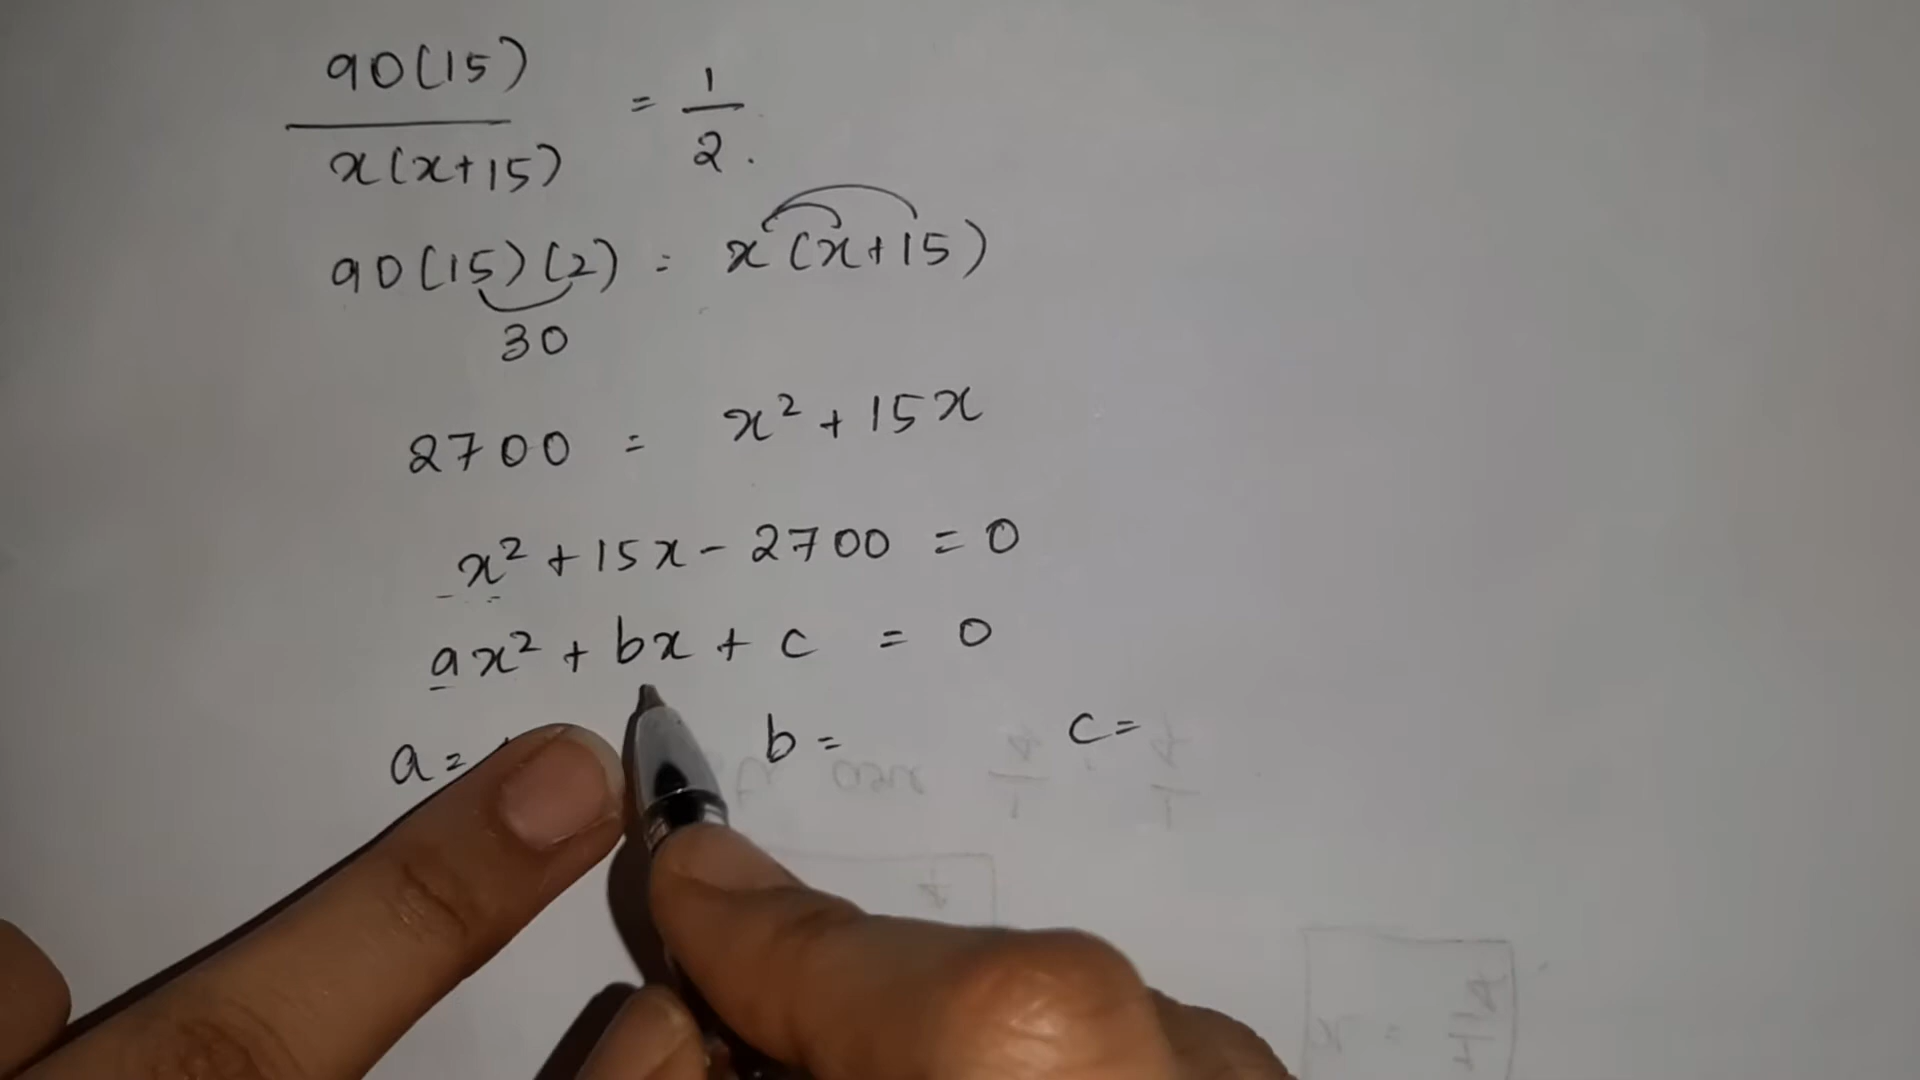 90(15)
/ x(x+15) = 1/2.
90(15)(2) = x(x+15)
30
2700 = x² + 15x
x² + 15x - 2700 = 0
ax² + bx + c = 0
a= b= c=